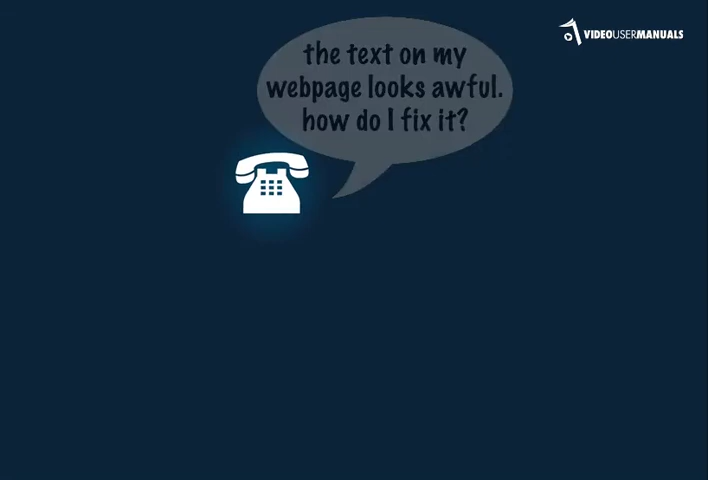 VIDEOUSERMANUALS
the text on my
webpage looks awful.
how do I fix it?